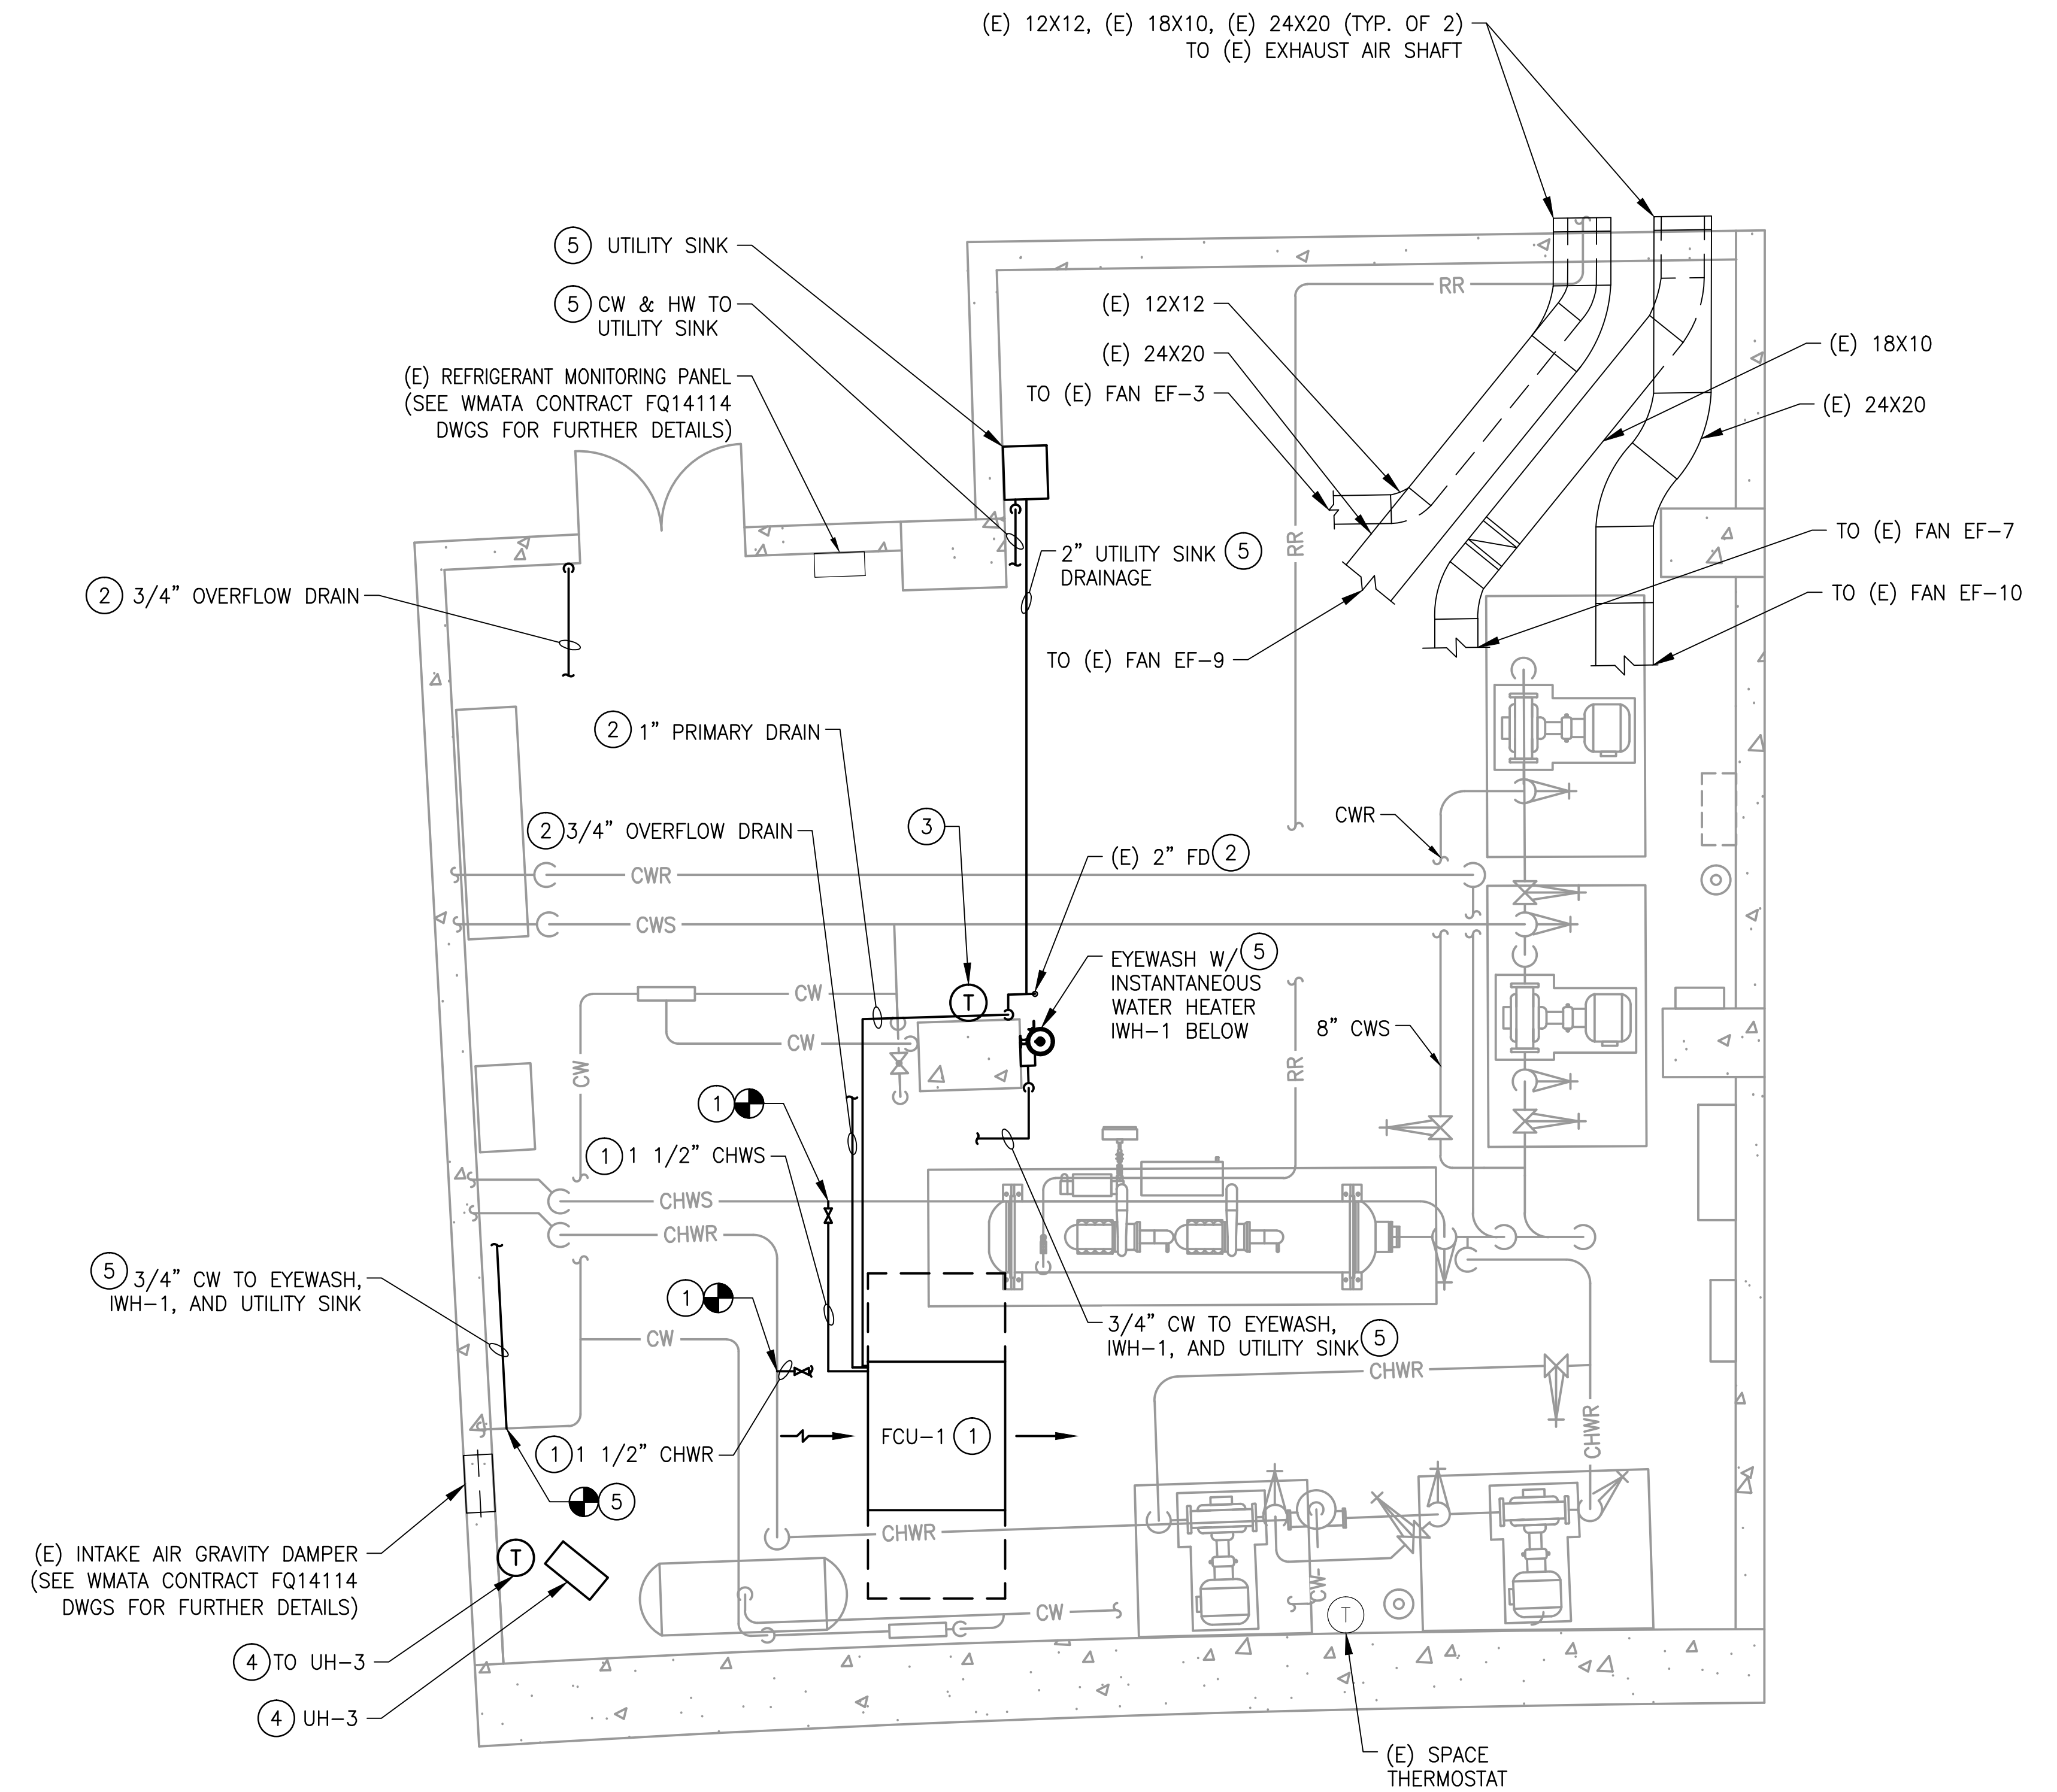 (E) 12X12, (E) 18X10, (E) 24X20 (TYP. OF 2)
TO (E) EXHAUST AIR SHAFT
5 UTILITY SINK
5 CW & HW TO
UTILITY SINK
(E) REFRIGERANT MONITORING PANEL
(SEE WMATA CONTRACT FQ14114
DWGS FOR FURTHER DETAILS)
RR
(E) 12X12
(E) 24X20
TO (E) FAN EF-3
(E) 18X10
(E) 24X20
RR
2" UTILITY SINK 5
DRAINAGE
TO (E) FAN EF-7
TO (E) FAN EF-10
2 3/4" OVERFLOW DRAIN
TO (E) FAN EF-9
2 1" PRIMARY DRAIN
2 3/4" OVERFLOW DRAIN
3
CWR
(E) 2" FD 2
CWR
CWS
EYEWASH W/ 5
INSTANTANEOUS
WATER HEATER
IWH-1 BELOW
CW
T
8" CWS
CW
CW
RR
1
1 1 1/2" CHWS
CHWS
CHWR
5 3/4" CW TO EYEWASH,
IWH-1, AND UTILITY SINK
1
3/4" CW TO EYEWASH,
IWH-1, AND UTILITY SINK 5
CW
CHWR
CHWR
FCU-1 1
1 1 1/2" CHWR
5
CHWR
(E) INTAKE AIR GRAVITY DAMPER
(SEE WMATA CONTRACT FQ14114
DWGS FOR FURTHER DETAILS)
T
CW
CW
T
4 TO UH-3
4 UH-3
(E) SPACE
THERMOSTAT